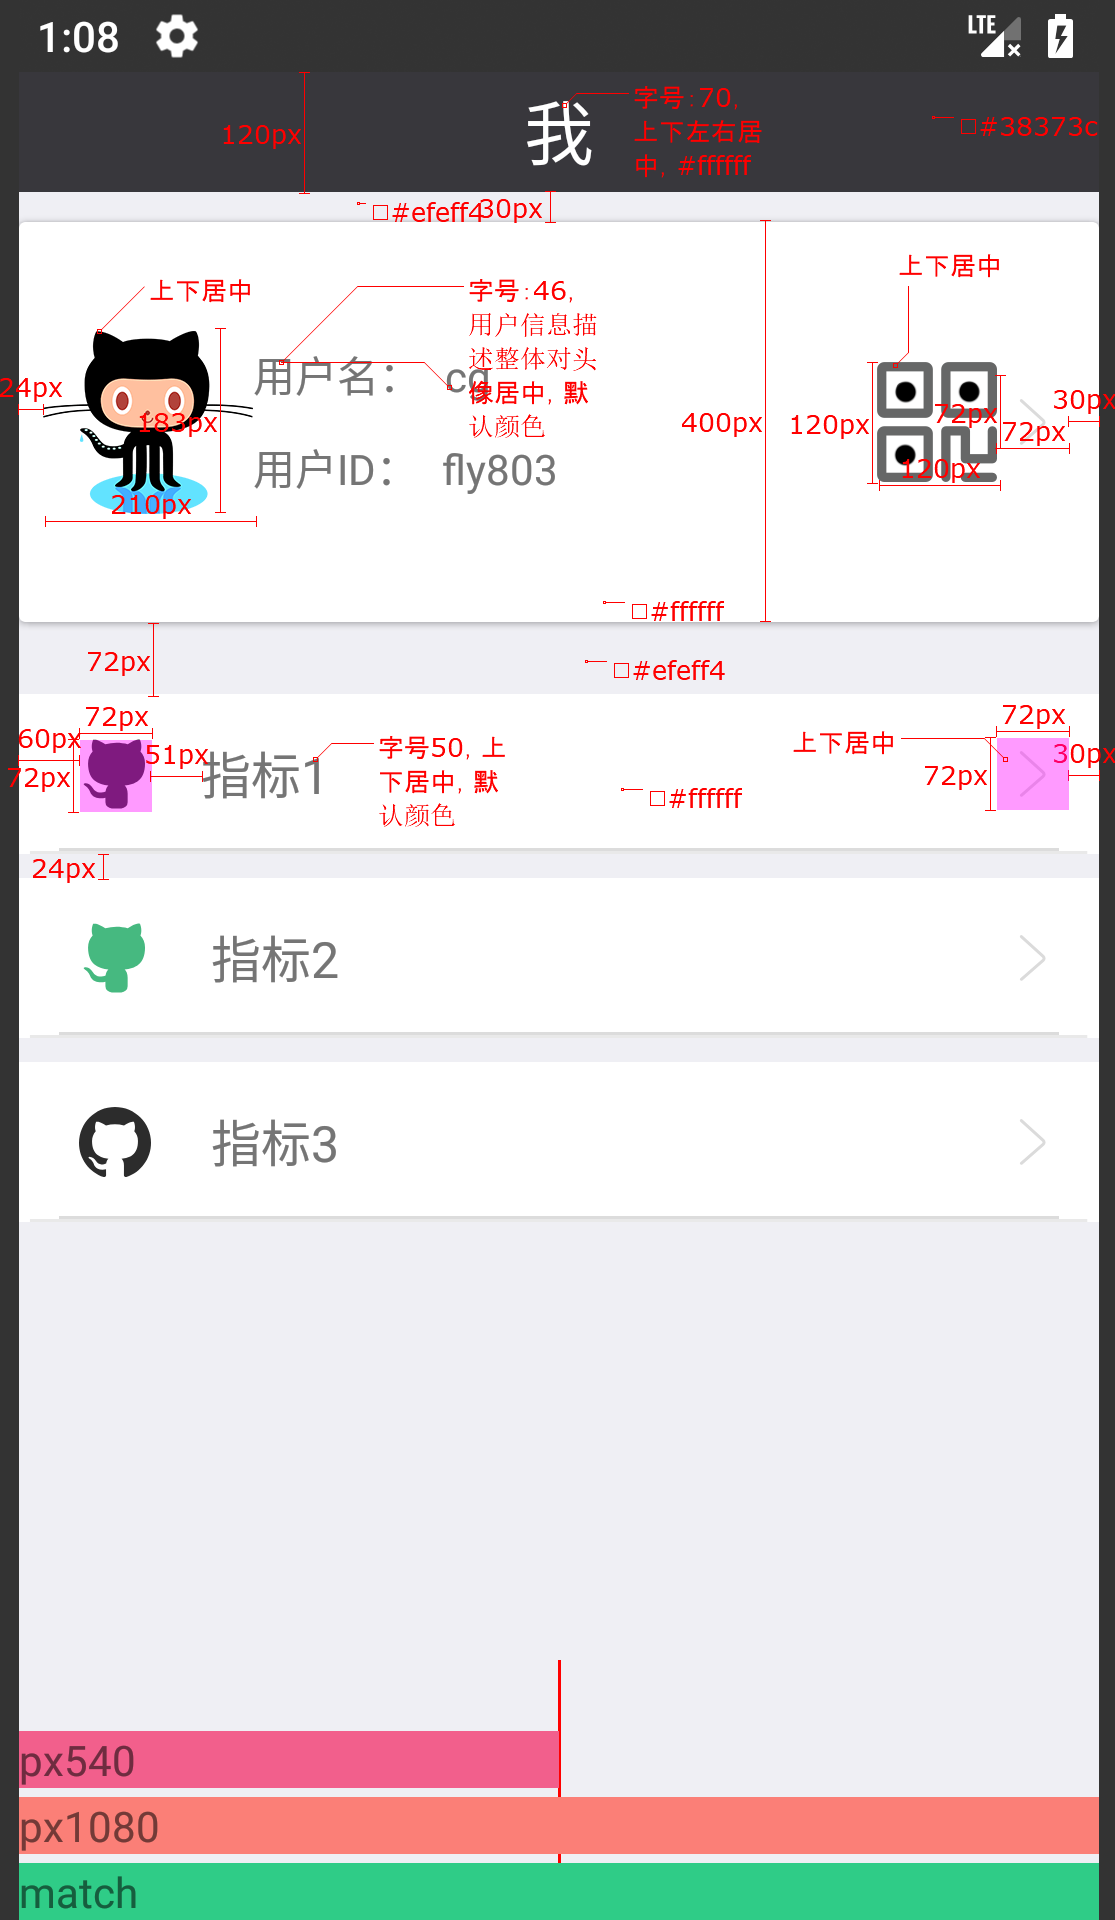 1:08
LTE
120px
我
字号:70,
上下左右居
中, #ffffff
□#38373c
□#efeff4
30px
上下居中
字号:46,
用户信息描
述整体对头
像居中, 默
认颜色
上下居中
24px
用户名： cg
183px
400px
120px
72px
30px
72px
用户ID： fly803
120px
210px
□#ffffff
72px
□#efeff4
72px
60px
51px
72px
指标1
字号50, 上
下居中, 默
认颜色
□#ffffff
上下居中
72px
30px
72px
24px
指标2
指标3
px540
px1080
match